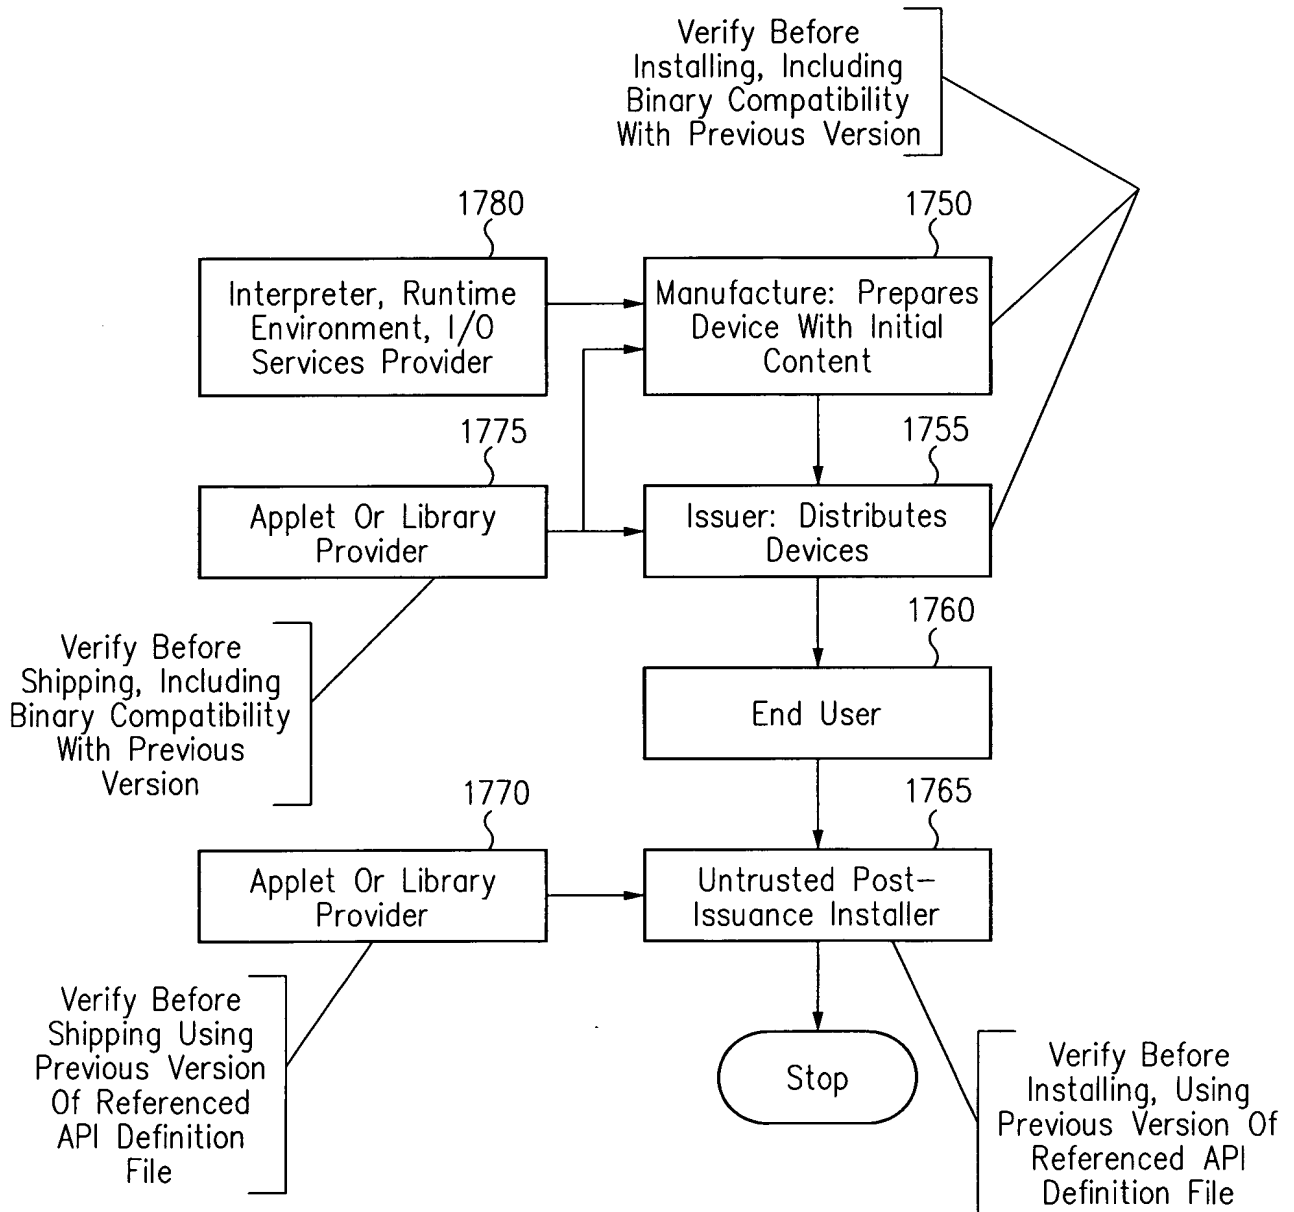 Verify Before
Installing, Including
Binary Compatibility
With Previous Version
1780
1750
Interpreter, Runtime
Environment, I/O
Services Provider
Manufacture: Prepares
Device With Initial
Content
1775
1755
Applet Or Library
Provider
Issuer: Distributes
Devices
1760
Verify Before
Shipping, Including
Binary Compatibility
With Previous
Version
End User
1770
1765
Applet Or Library
Provider
Untrusted Post-
Issuance Installer
Verify Before
Shipping Using
Previous Version
Of Referenced
API Definition
File
Stop
Verify Before
Installing, Using
Previous Version Of
Referenced API
Definition File